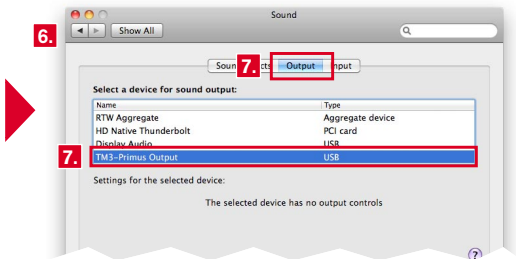 Sound
6.
Show All
Soun cts Output Input
7.
Select a device for sound output:
Name Type
RTW Aggregate Aggregate device
HD Native Thunderbolt PCI card
Display Audio USB
7.
TM3-Primus Output USB
Settings for the selected device:
The selected device has no output controls
?